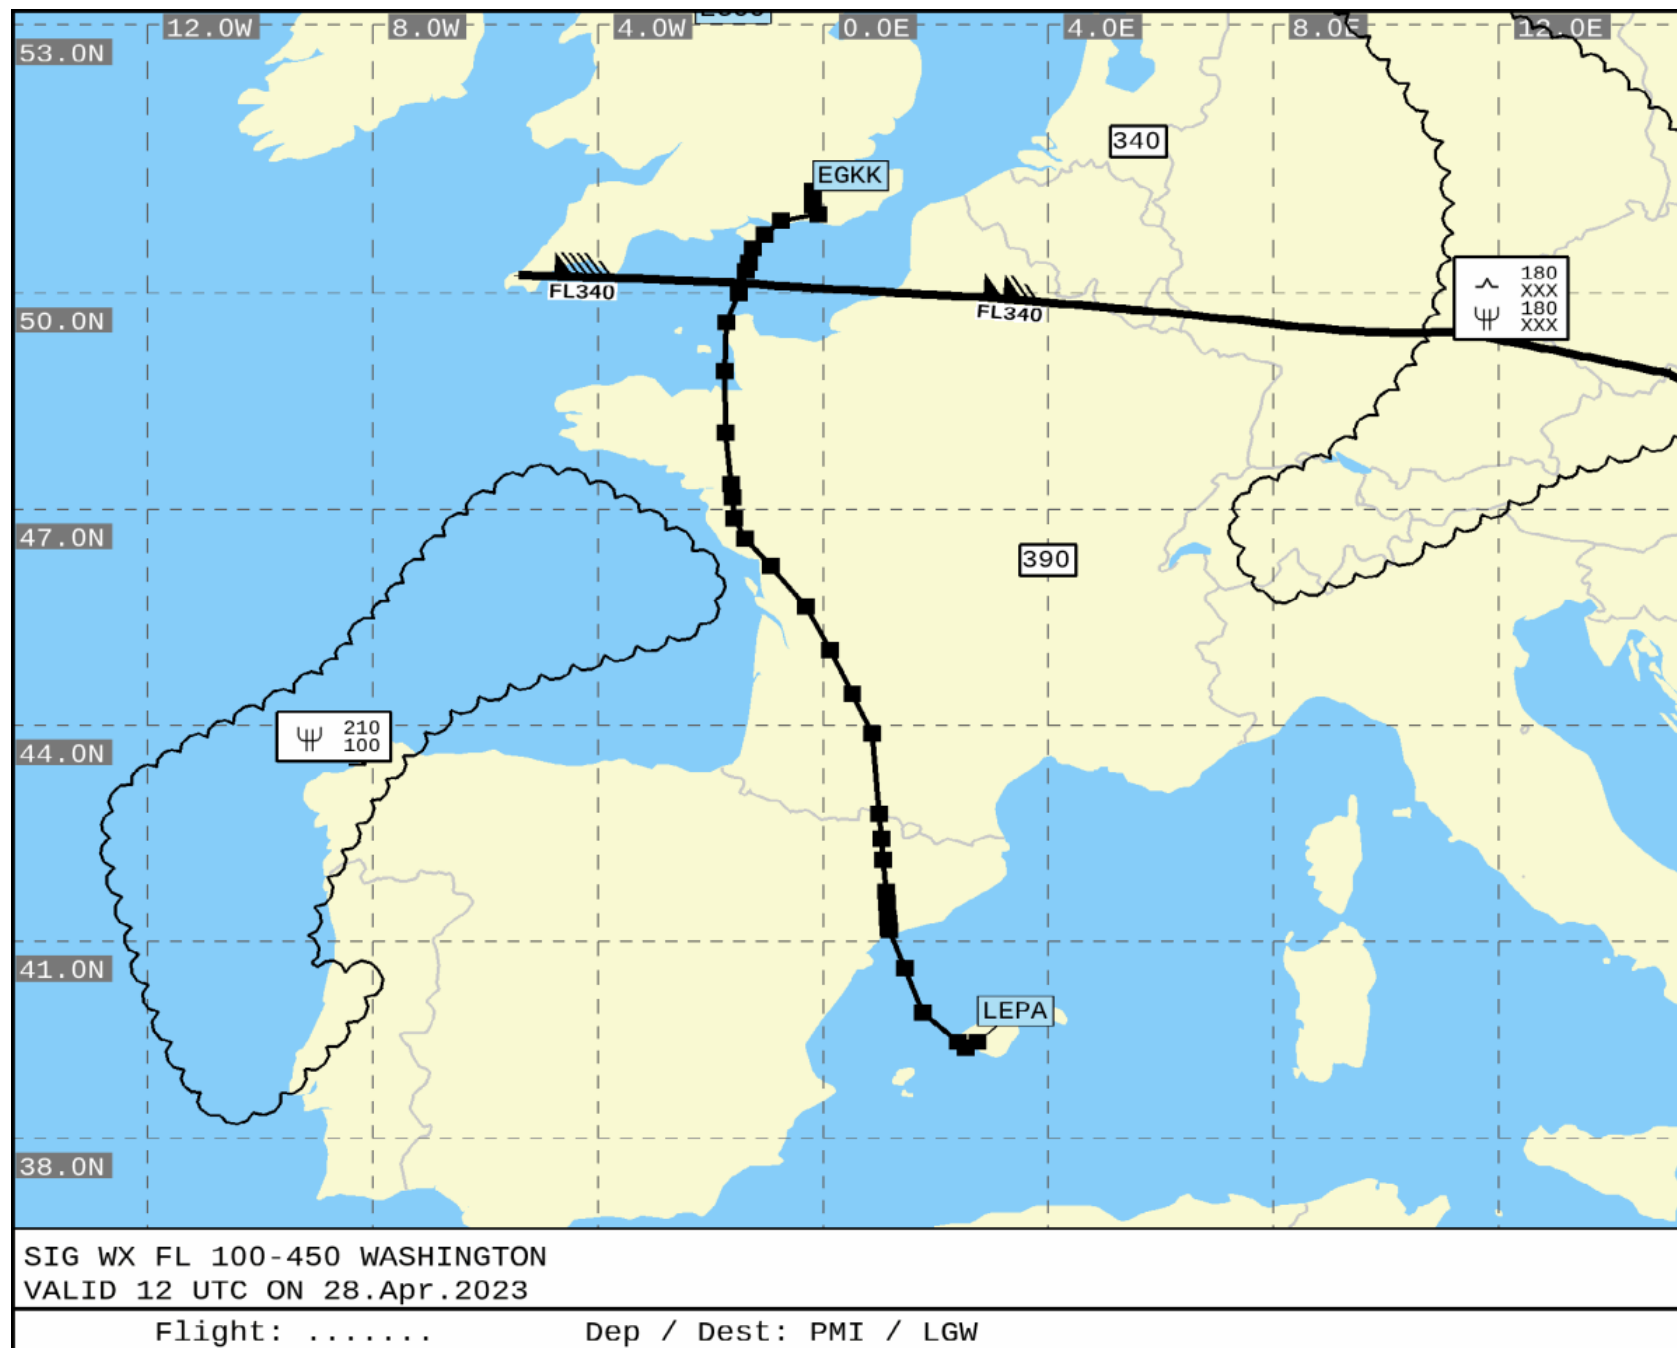 12.0W 8.0W 4.0W 0.0E 4.0E 8.0E 12.0E
53.0N
340
EGKK
180
XXX
180
XXX
FL340
FL340
50.0N
47.0N
390
210
100
44.0N
41.0N
LEPA
38.0N
SIG WX FL 100-450 WASHINGTON
VALID 12 UTC ON 28.Apr.2023
Flight: ....... Dep / Dest: PMI / LGW